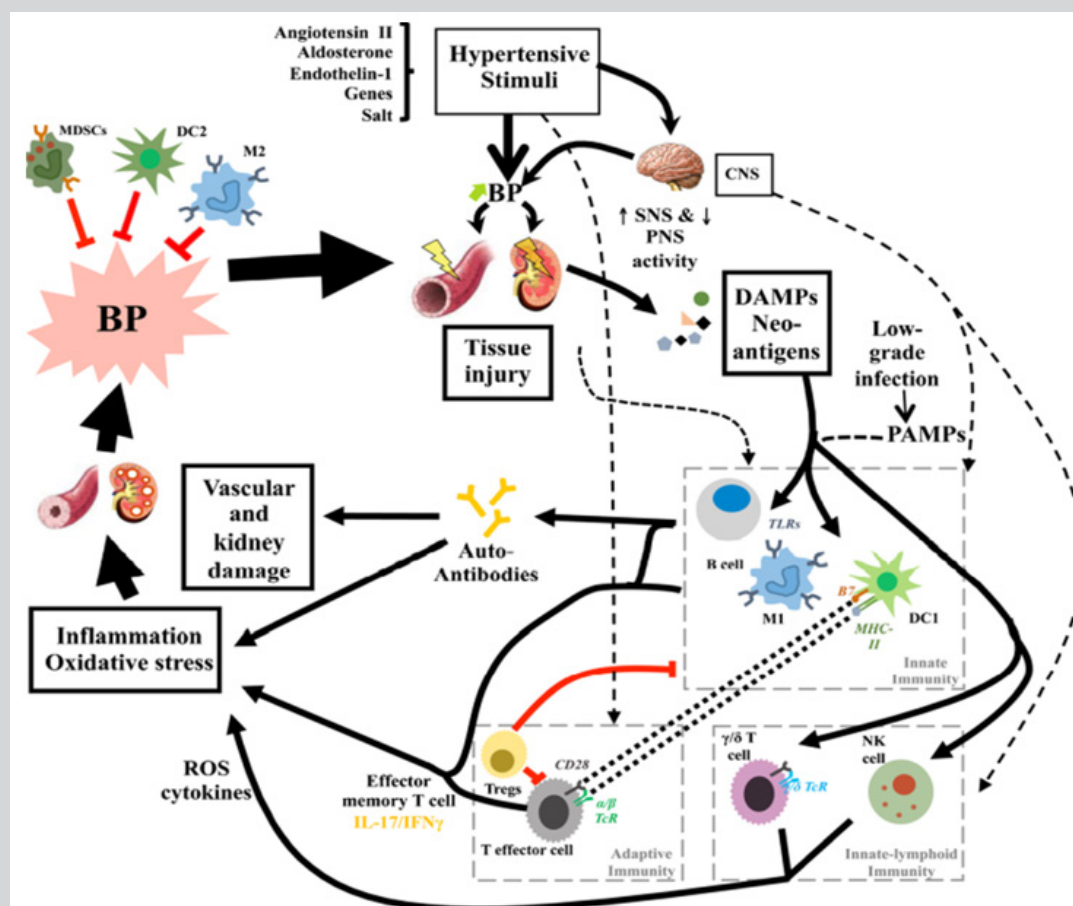 Angiotensin II
Aldosterone
Endothelin-1
Genes
Salt
Hypertensive
Stimuli
MDSCs
DC2
M2
CNS
BP
↑ SNS & ↓
PNS
activity
BP
DAMPs
Neo-
antigens
Tissue
injury
Low-
grade
infection
PAMPs
Vascular
and
kidney
damage
Auto-
Antibodies
TLRs
B cell
M1
B7
DC1
MHC-
II
Innate
Immunity
Inflammation
Oxidative stress
ROS
cytokines
Effector
memory T cell
IL-17/IFNγ
Tregs
CD28
α/β
TcR
T effector cell
Adaptive
Immunity
γ/δ T
cell
NK
cell
/δ TcR
Innate-lymphoid
Immunity